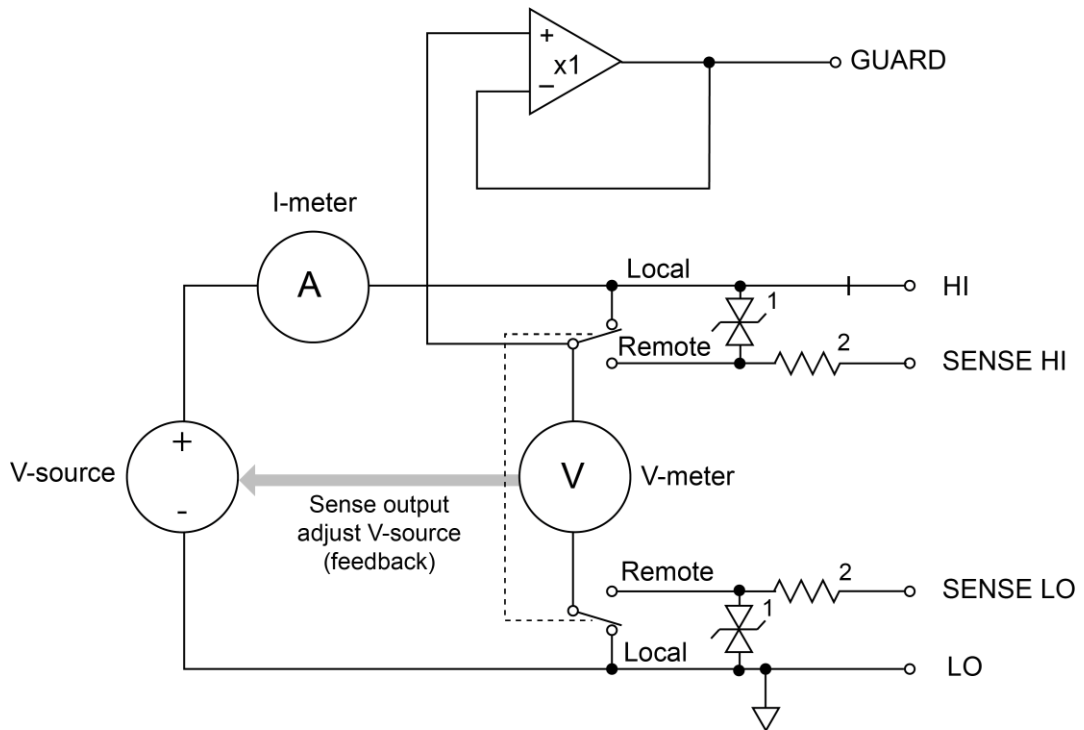 +
x1
−
GUARD
I-meter
A
Local
1
HI
Remote
2
SENSE HI
V-source
+
-
V
V-meter
Sense output
adjust V-source
(feedback)
Remote
2
SENSE LO
1
Local
LO